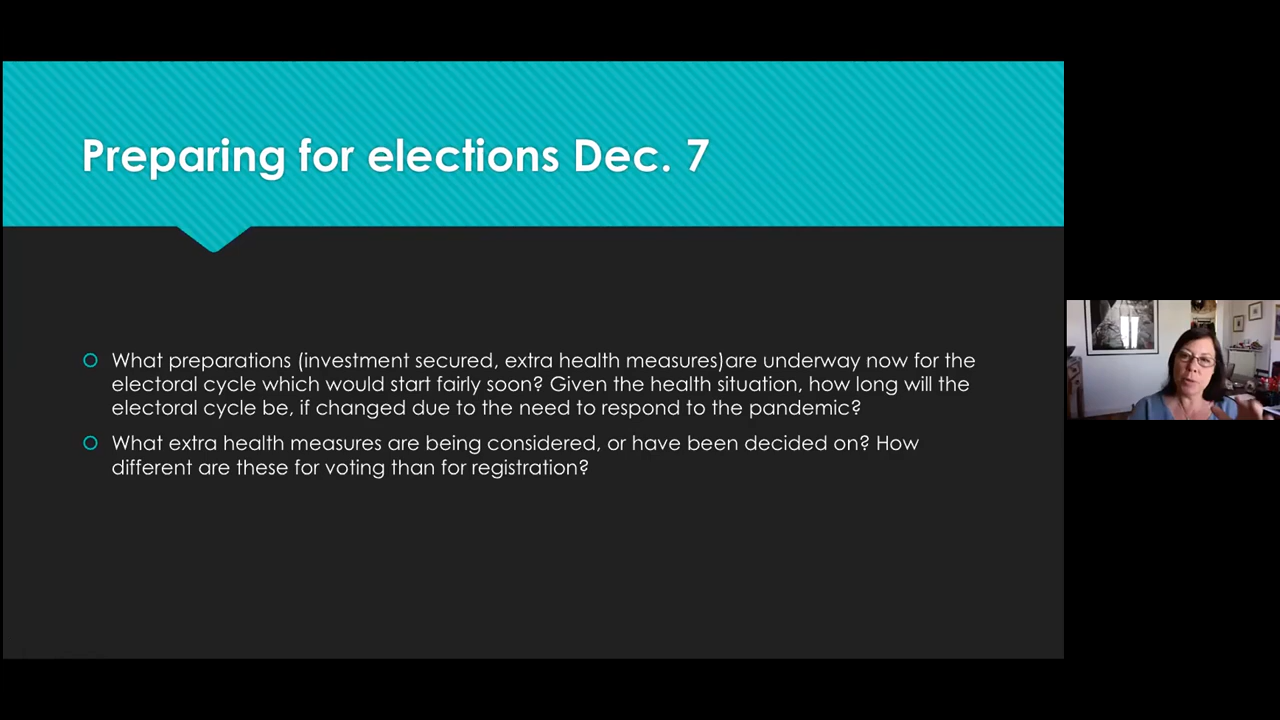 Preparing for elections Dec. 7
What preparations (investment secured, extra health measures)are underway now for the
electoral cycle which would start fairly soon? Given the health situation, how long will the
electoral cycle be, if changed due to the need to respond to the pandemic?
What extra health measures are being considered, or have been decided on? How
different are these for voting than for registration?